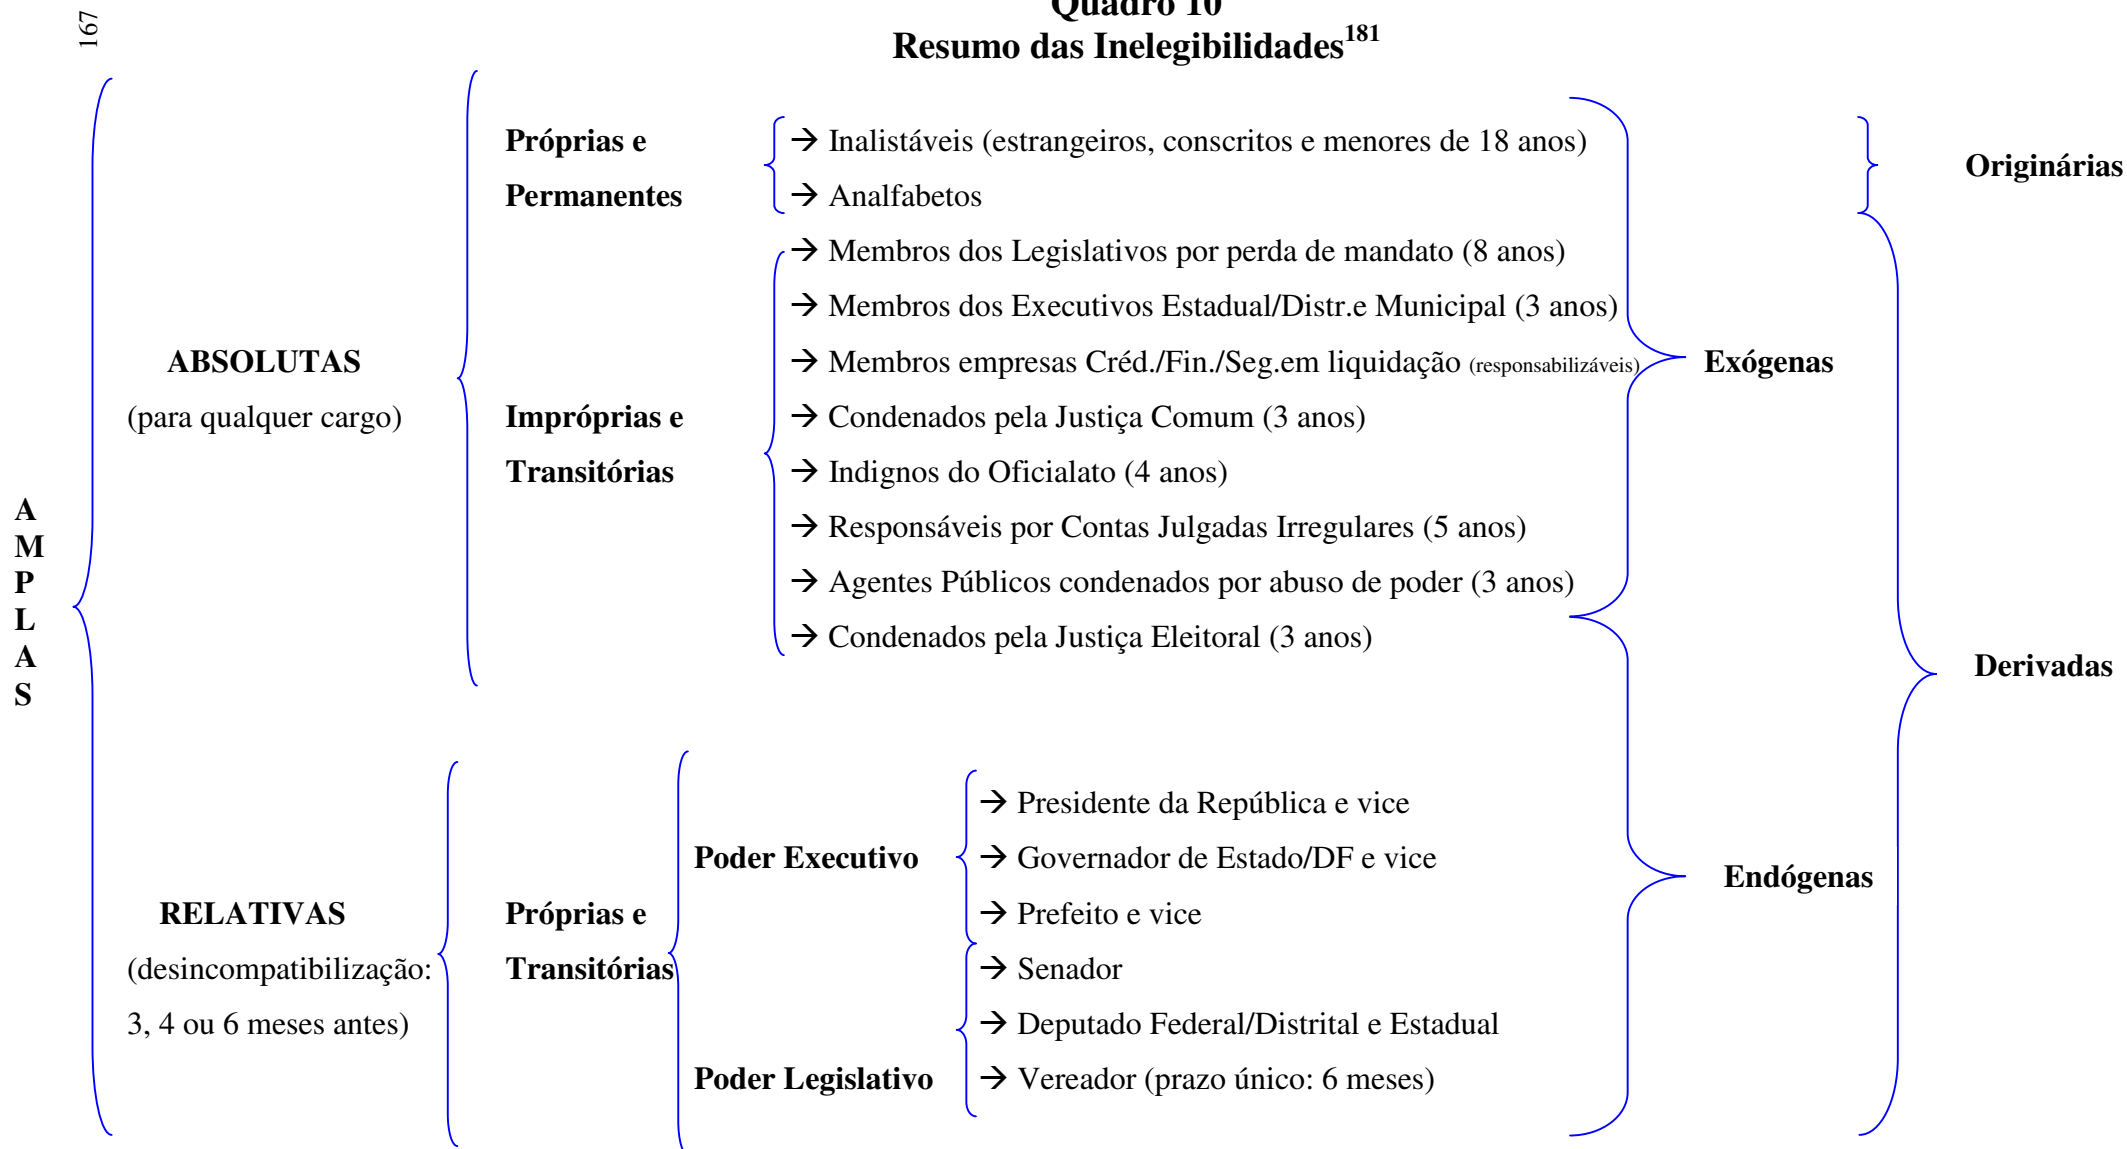 167
Quadro 10
Resumo das Inelegibilidades181
Próprias e
Permanentes
→ Inalistáveis (estrangeiros, conscritos e menores de 18 anos)
→ Analfabetos
Originárias
ABSOLUTAS
(para qualquer cargo)
Impróprias e
Transitórias
→ Membros dos Legislativos por perda de mandato (8 anos)
→ Membros dos Executivos Estadual/Distr.e Municipal (3 anos)
→ Membros empresas Créd./Fin./Seg.em liquidação (responsabilizáveis)
→ Condenados pela Justiça Comum (3 anos)
→ Indignos do Oficialato (4 anos)
→ Responsáveis por Contas Julgadas Irregulares (5 anos)
→ Agentes Públicos condenados por abuso de poder (3 anos)
→ Condenados pela Justiça Eleitoral (3 anos)
Exógenas
AMPLAS
Derivadas
RELATIVAS
(desincompatibilização:
3, 4 ou 6 meses antes)
Próprias e
Transitórias
Poder Executivo
→ Presidente da República e vice
→ Governador de Estado/DF e vice
→ Prefeito e vice
Poder Legislativo
→ Senador
→ Deputado Federal/Distrital e Estadual
→ Vereador (prazo único: 6 meses)
Endógenas